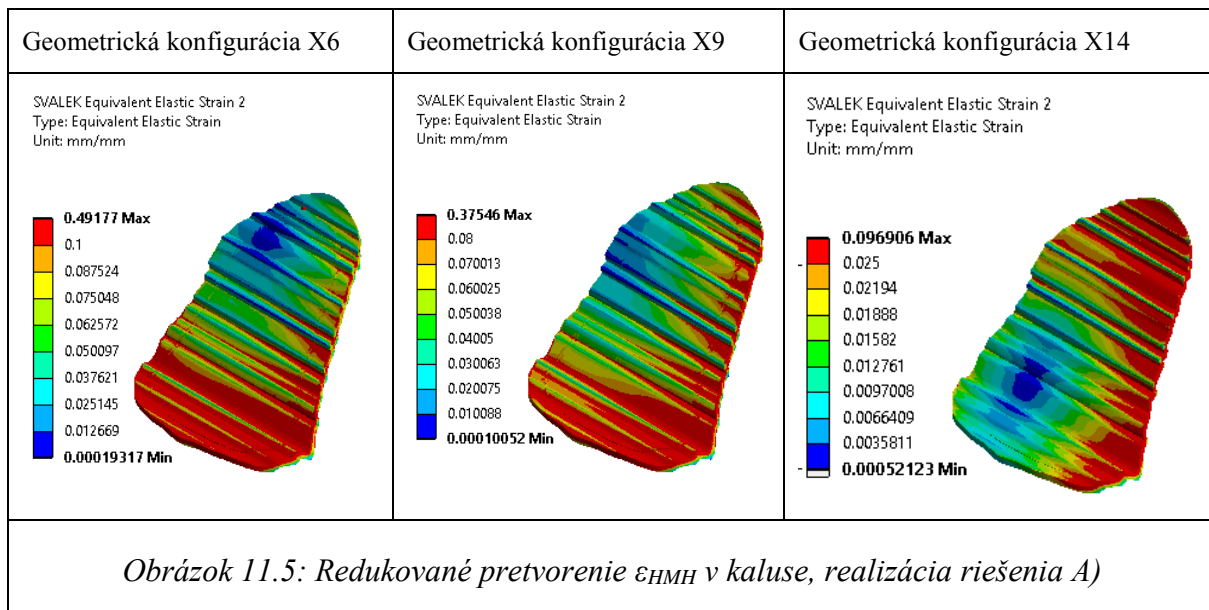 Geometrická konfigurácia X6
Geometrická konfigurácia X9
Geometrická konfigurácia X14
SVALEK Equivalent Elastic Strain 2
Type: Equivalent Elastic Strain
Unit: mm/mm
0.49177 Max
0.1
0.087524
0.075048
0.062572
0.050097
0.037621
0.025145
0.012669
0.00019317 Min
SVALEK Equivalent Elastic Strain 2
Type: Equivalent Elastic Strain
Unit: mm/mm
0.37546 Max
0.08
0.070013
0.060025
0.050038
0.04005
0.030063
0.020075
0.010088
0.00010052 Min
SVALEK Equivalent Elastic Strain 2
Type: Equivalent Elastic Strain
Unit: mm/mm
0.096906 Max
0.025
0.02194
0.01888
0.01582
0.012761
0.0097008
0.0066409
0.0035811
0.00052123 Min
Obrázok 11.5: Redukované pretvorenie εHMH v kaluse, realizácia riešenia A)